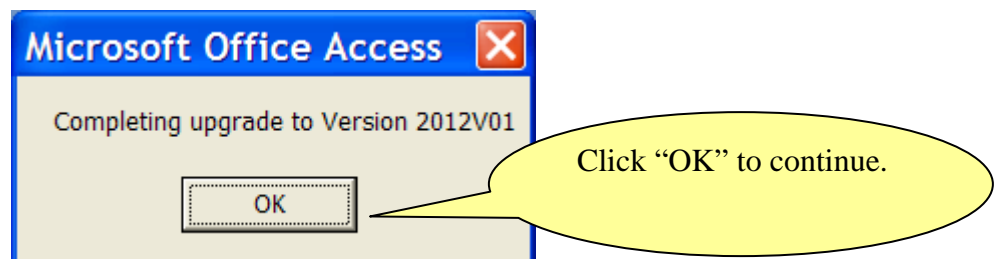 Microsoft Office Access
Completing upgrade to Version 2012V01
Click “OK” to continue.
OK